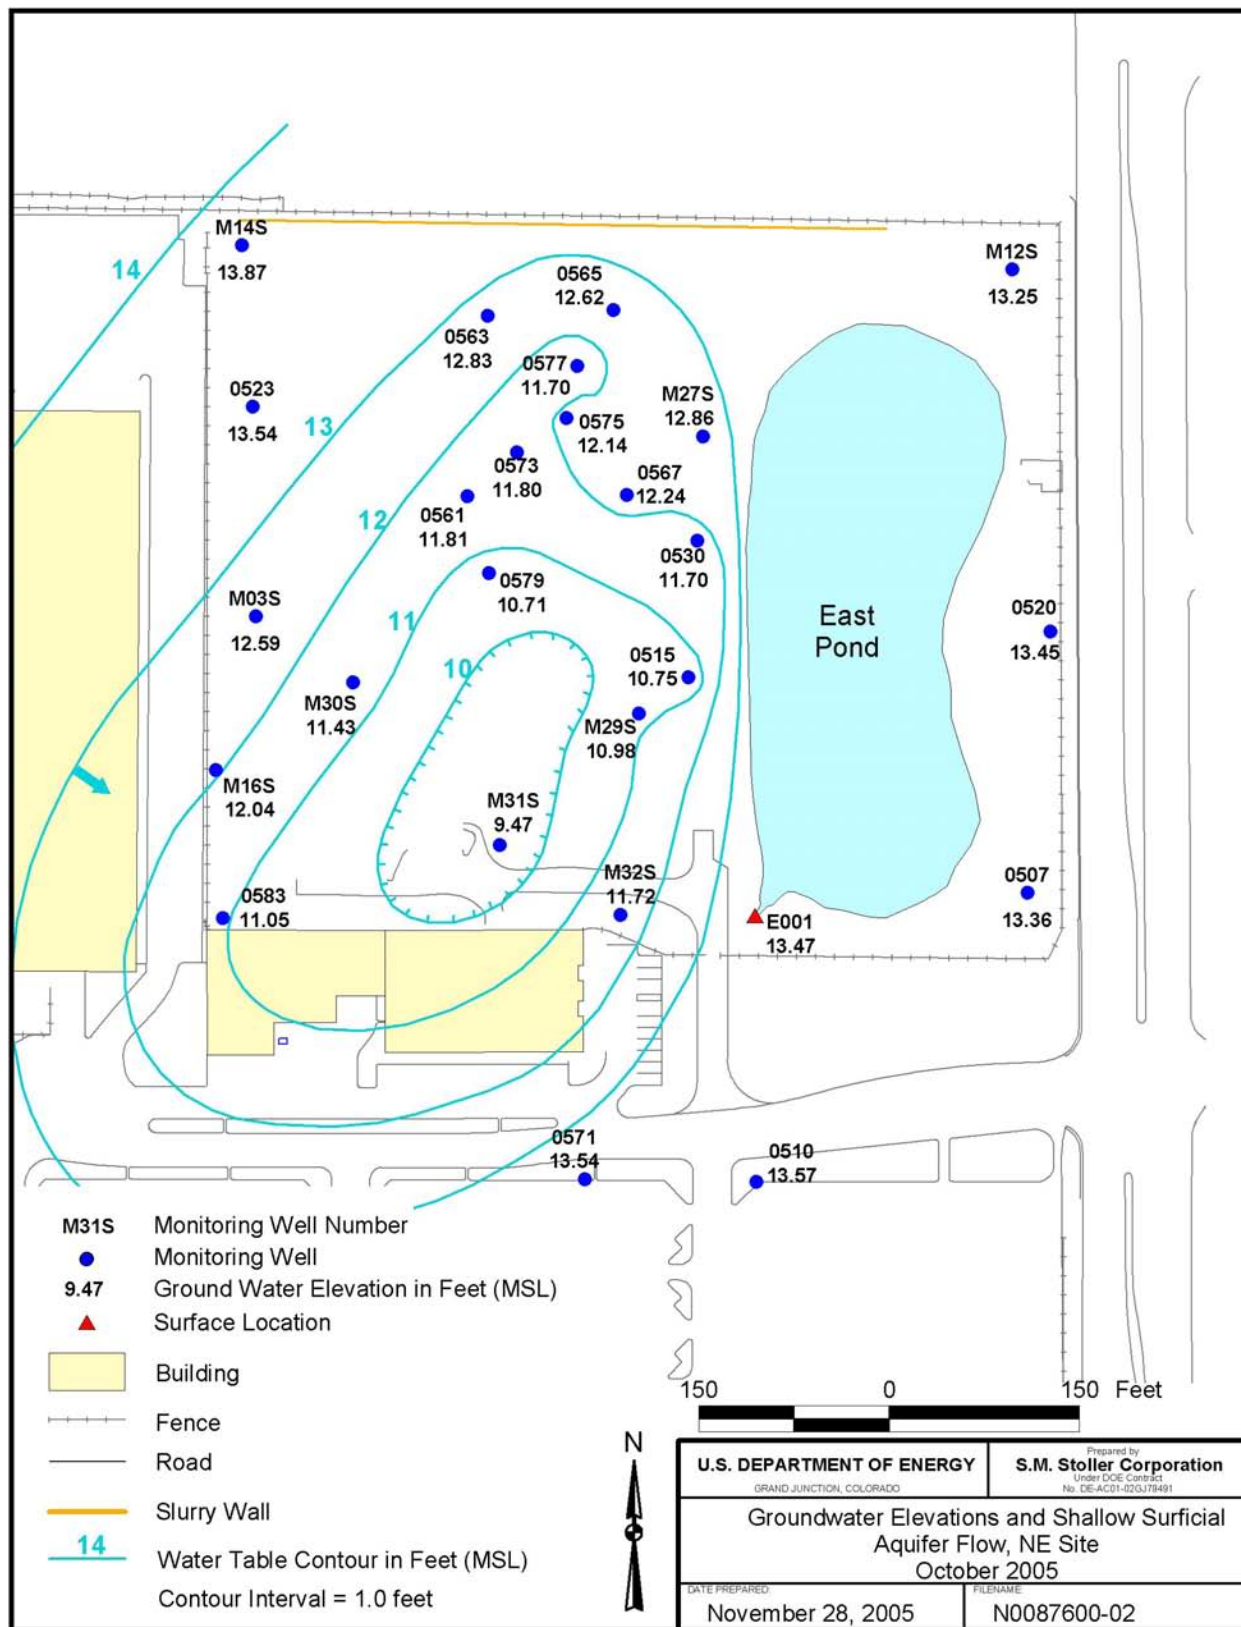 M14S
13.87
14
M12S
13.25
0565
12.62
0563
12.83
0577
11.70
0523
13.54
13
M27S
12.86
0575
12.14
0573
11.80
0567
12.24
12
0561
11.81
0530
11.70
0579
10.71
M03S
12.59
11
East
Pond
0520
13.45
10
0515
10.75
M30S
11.43
M29S
10.98
M16S
12.04
M31S
9.47
M32S
11.72
0507
13.36
0583
11.05
E001
13.47
0571
13.54
0510
13.57
M31S Monitoring Well Number
Monitoring Well
9.47 Ground Water Elevation in Feet (MSL)
Surface Location
Building
Fence
Road
Slurry Wall
14 Water Table Contour in Feet (MSL)
Contour Interval = 1.0 feet
150 0 150 Feet
N
U.S. DEPARTMENT OF ENERGY
GRAND JUNCTION, COLORADO
Prepared by
S.M. Stoller Corporation
Under DOE Contract
No. DE-AC01-02GJ79491
Groundwater Elevations and Shallow Surficial
Aquifer Flow, NE Site
October 2005
DATE PREPARED:
November 28, 2005
FILENAME:
N0087600-02